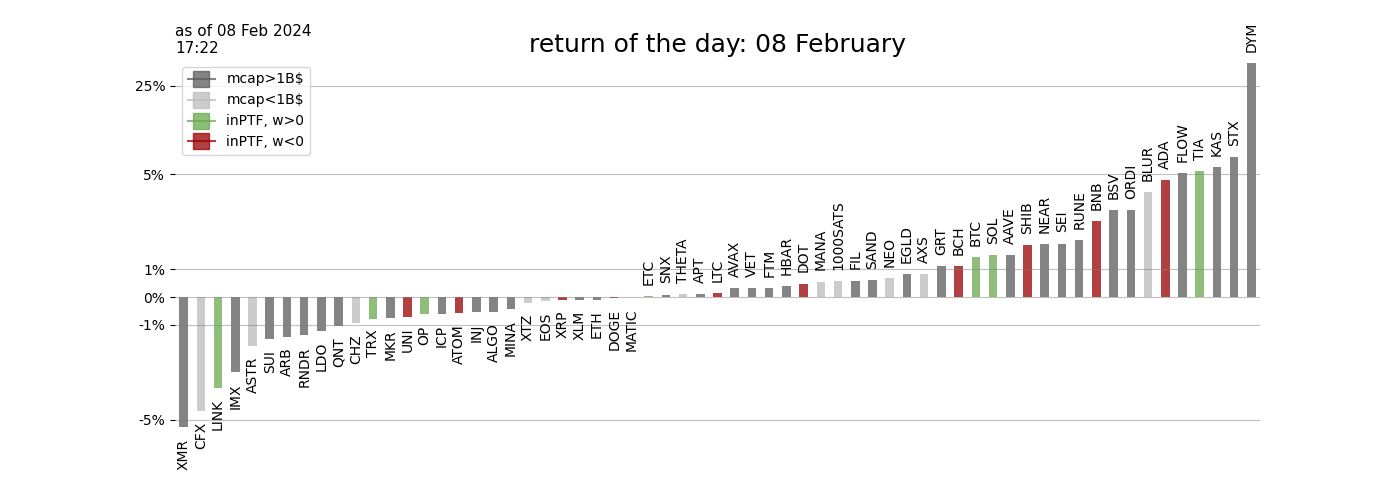 as of 08 Feb 2024
17:22
return of the day: 08 February
mcap>1B$
mcap<1B$
inPTF, w>0
inPTF, w<0
25%
5%
1%
0%
-1%
-5%
XMR
CFX
LINK
IMX
ASTR
SUI
ARB
RNDR
LDO
QNT
CHZ
TRX
MKR
UNI
OP
ICP
ATOM
INJ
ALGO
MINA
XTZ
EOS
XRP
XLM
ETH
DOGE
MATIC
ETC
SNX
THETA
APT
LTC
AVAX
VET
FTM
HBAR
DOT
MANA
1000SATS
FIL
SAND
NEO
EGLD
AXS
GRT
BCH
BTC
SOL
AAVE
SHIB
NEAR
SEI
RUNE
BNB
BSV
ORDI
BLUR
ADA
FLOW
TIA
KAS
STX
DYM